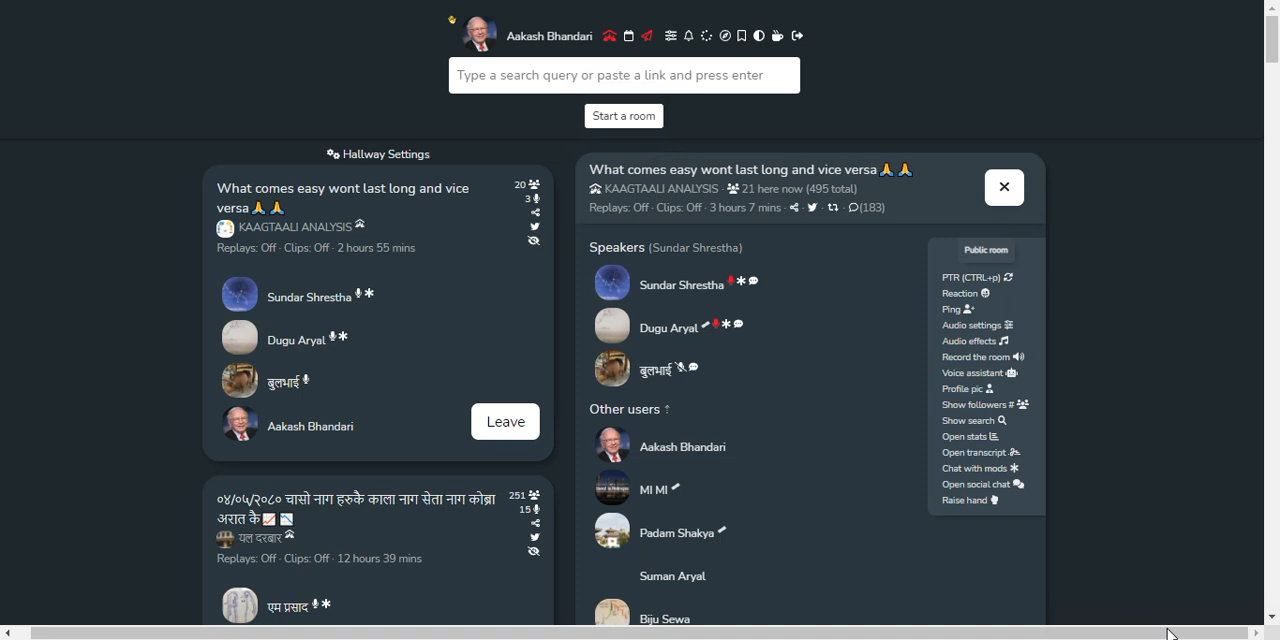 Aakash Bhandari
Type a search query or paste a link and press enter
Start a room
Hallway Settings
What comes easy wont last long and vice
versa 🙏 🙏
20
3
KAAGTAALI ANALYSIS
Replays: Off · Clips: Off · 2 hours 55 mins
Sundar Shrestha
Dugu Aryal
बुलभाई
Aakash Bhandari
Leave
०४/०५/२०८० चासो नाग हरुकै काला नाग सेता नाग कोब्रा
अरात कै📈 📉
251
15
यल दरबार
Replays: Off · Clips: Off · 12 hours 39 mins
एम प्रसाद
What comes easy wont last long and vice versa 🙏 🙏
KAAGTAALI ANALYSIS · 21 here now (495 total)
Replays: Off · Clips: Off · 3 hours 7 mins · (183)
Speakers (Sundar Shrestha)
Sundar Shrestha
Dugu Aryal
बुलभाई
Other users ↑
Aakash Bhandari
MI MI
Padam Shakya
Suman Aryal
Biju Sewa
Public room
PTR (CTRL+p)
Reaction
Ping
Audio settings
Audio effects
Record the room
Voice assistant
Profile pic
Show followers #
Show search
Open stats
Open transcript
Chat with mods
Open social chat
Raise hand